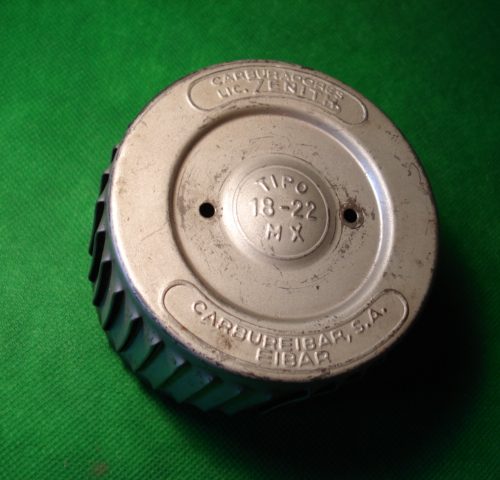 CARBURADORES
LIC. ZENITH
TIPO
18-22
MX
CARBUREIBAR, S.A.
EIBAR